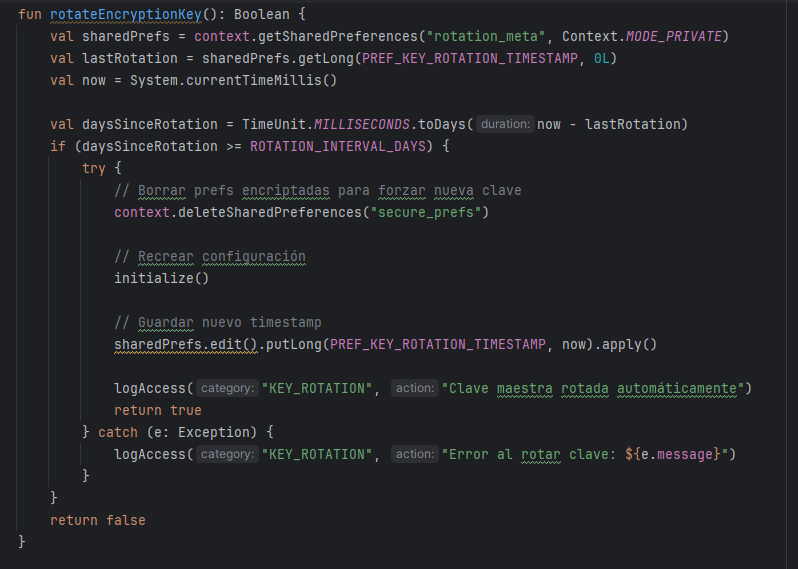 fun rotateEncryptionKey(): Boolean {
    val sharedPrefs = context.getSharedPreferences("rotation_meta", Context.MODE_PRIVATE)
    val lastRotation = sharedPrefs.getLong(PREF_KEY_ROTATION_TIMESTAMP, 0L)
    val now = System.currentTimeMillis()

    val daysSinceRotation = TimeUnit.MILLISECONDS.toDays( duration: now - lastRotation)
    if (daysSinceRotation >= ROTATION_INTERVAL_DAYS) {
        try {
            // Borrar prefs encriptadas para forzar nueva clave
            context.deleteSharedPreferences("secure_prefs")

            // Recrear configuración
            initialize()

            // Guardar nuevo timestamp
            sharedPrefs.edit().putLong(PREF_KEY_ROTATION_TIMESTAMP, now).apply()

            logAccess( category: "KEY_ROTATION", action: "Clave maestra rotada automáticamente")
            return true
        } catch (e: Exception) {
            logAccess( category: "KEY_ROTATION", action: "Error al rotar clave: ${e.message}")
        }
    }
    return false
}